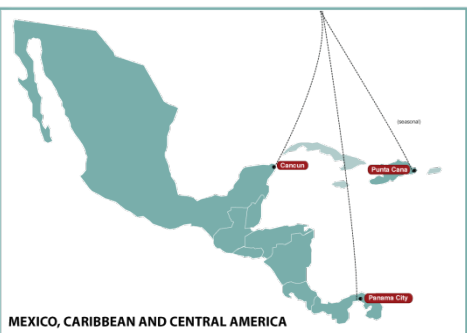 (seasonal)
Cancun
Punta Cana
Panama City
MEXICO, CARIBBEAN AND CENTRAL AMERICA